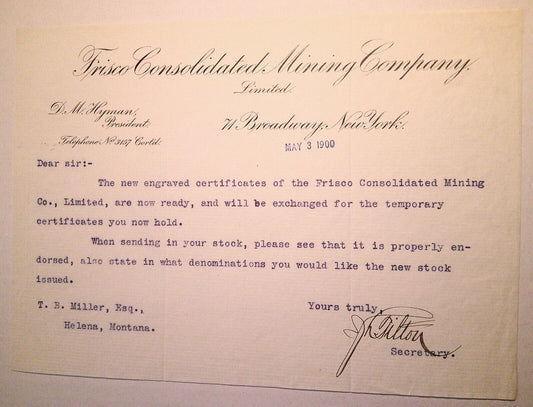 Frisco Consolidated Mining Company.
Limited.
D. M. Hyman,
President.
71 Broadway, New York.
Telephone No 3157 Cortl'd.
MAY 3 1900
Dear sir:-
The new engraved certificates of the Frisco Consolidated Mining
Co., Limited, are now ready, and will be exchanged for the temporary
certificates you now hold.
When sending in your stock, please see that it is properly en-
dorsed, also state in what denominations you would like the new stock
issued.
T. B. Miller, Esq.,
Helena, Montana.
Yours truly,
Tilton
Secretary.